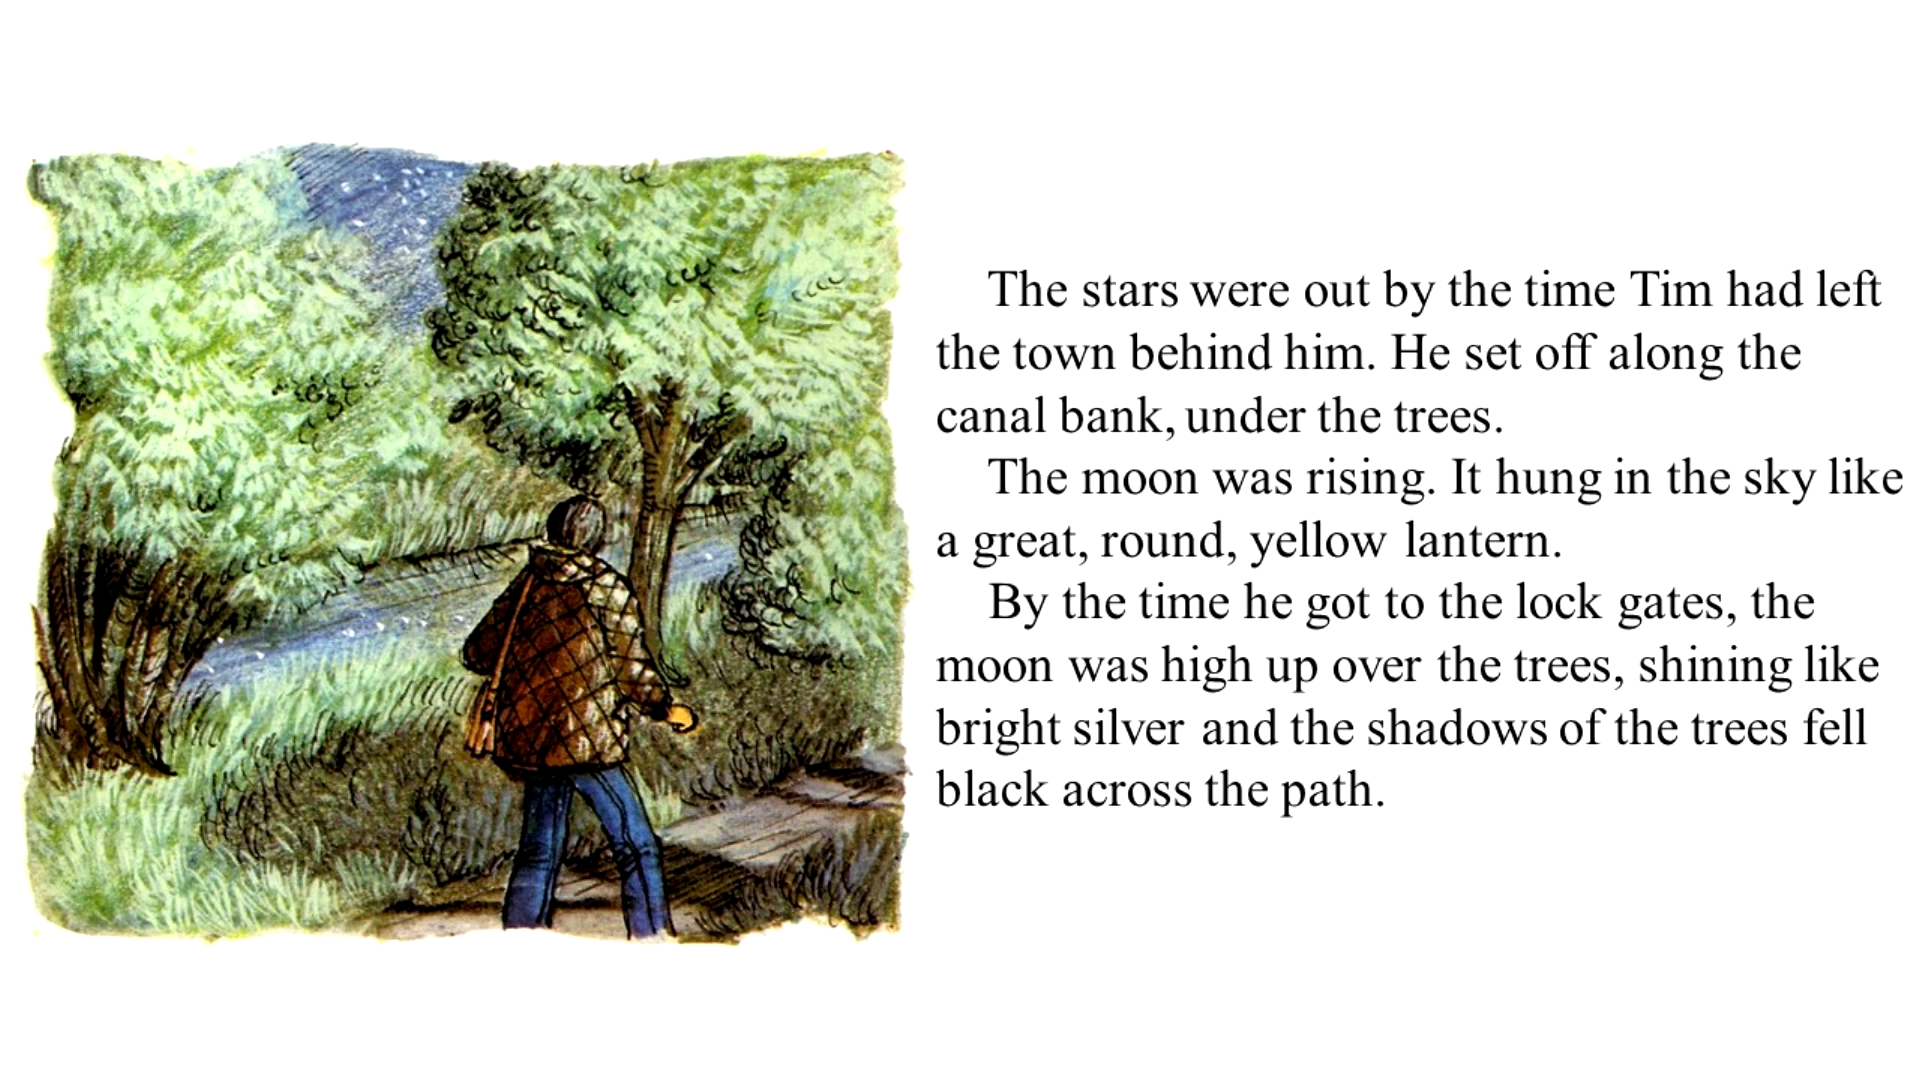 The stars were out by the time Tim had left
the town behind him. He set off along the
canal bank, under the trees.
The moon was rising. It hung in the sky like
a great, round, yellow lantern.
By the time he got to the lock gates, the
moon was high up over the trees, shining like
bright silver and the shadows of the trees fell
black across the path.